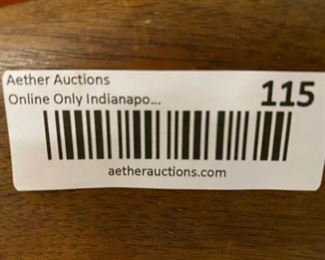 Aether Auctions
Online Only Indianapo... 115
aetherauctions.com